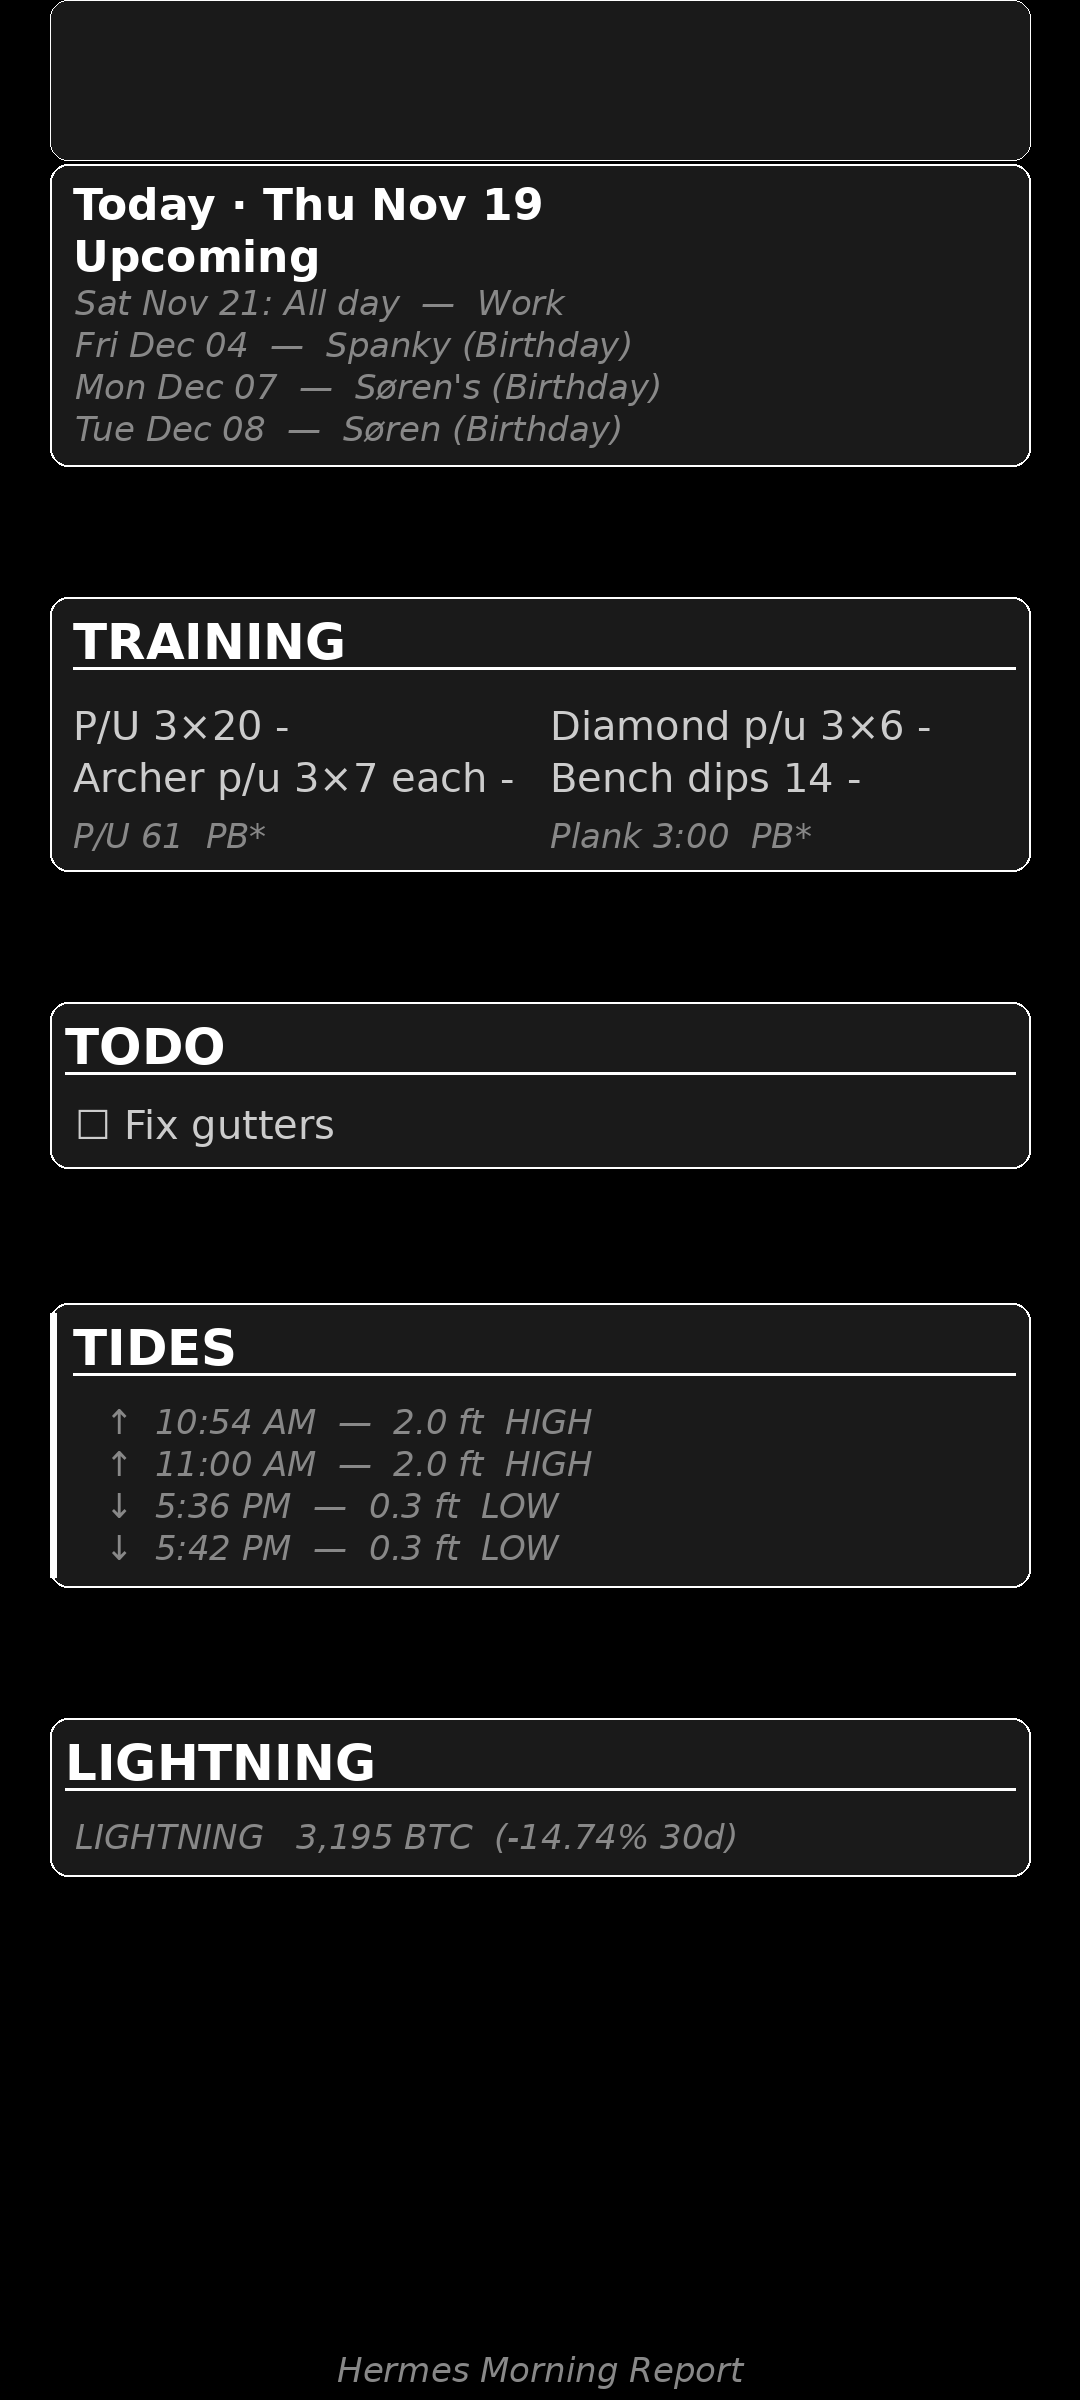 Today · Thu Nov 19
Upcoming
Sat Nov 21: All day — Work
Fri Dec 04 — Spanky (Birthday)
Mon Dec 07 — Søren's (Birthday)
Tue Dec 08 — Søren (Birthday)
TRAINING
P/U 3×20 - Diamond p/u 3×6 -
Archer p/u 3×7 each - Bench dips 14 -
P/U 61 PB* Plank 3:00 PB*
TODO
☐ Fix gutters
TIDES
↑ 10:54 AM — 2.0 ft HIGH
↑ 11:00 AM — 2.0 ft HIGH
↓ 5:36 PM — 0.3 ft LOW
↓ 5:42 PM — 0.3 ft LOW
LIGHTNING
LIGHTNING 3,195 BTC (-14.74% 30d)
Hermes Morning Report